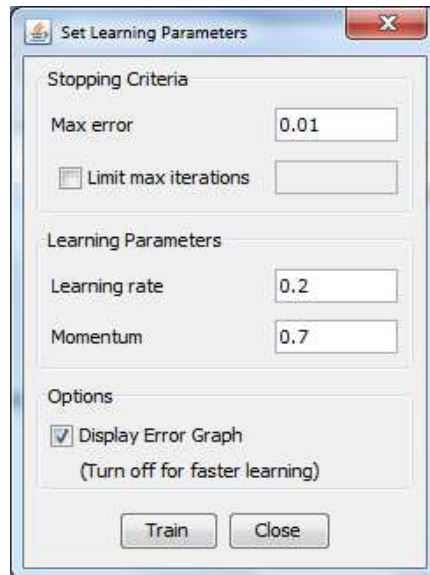 Set Learning Parameters
Stopping Criteria
Max error 0.01
Limit max iterations
Learning Parameters
Learning rate 0.2
Momentum 0.7
Options
Display Error Graph
(Turn off for faster learning)
Train Close